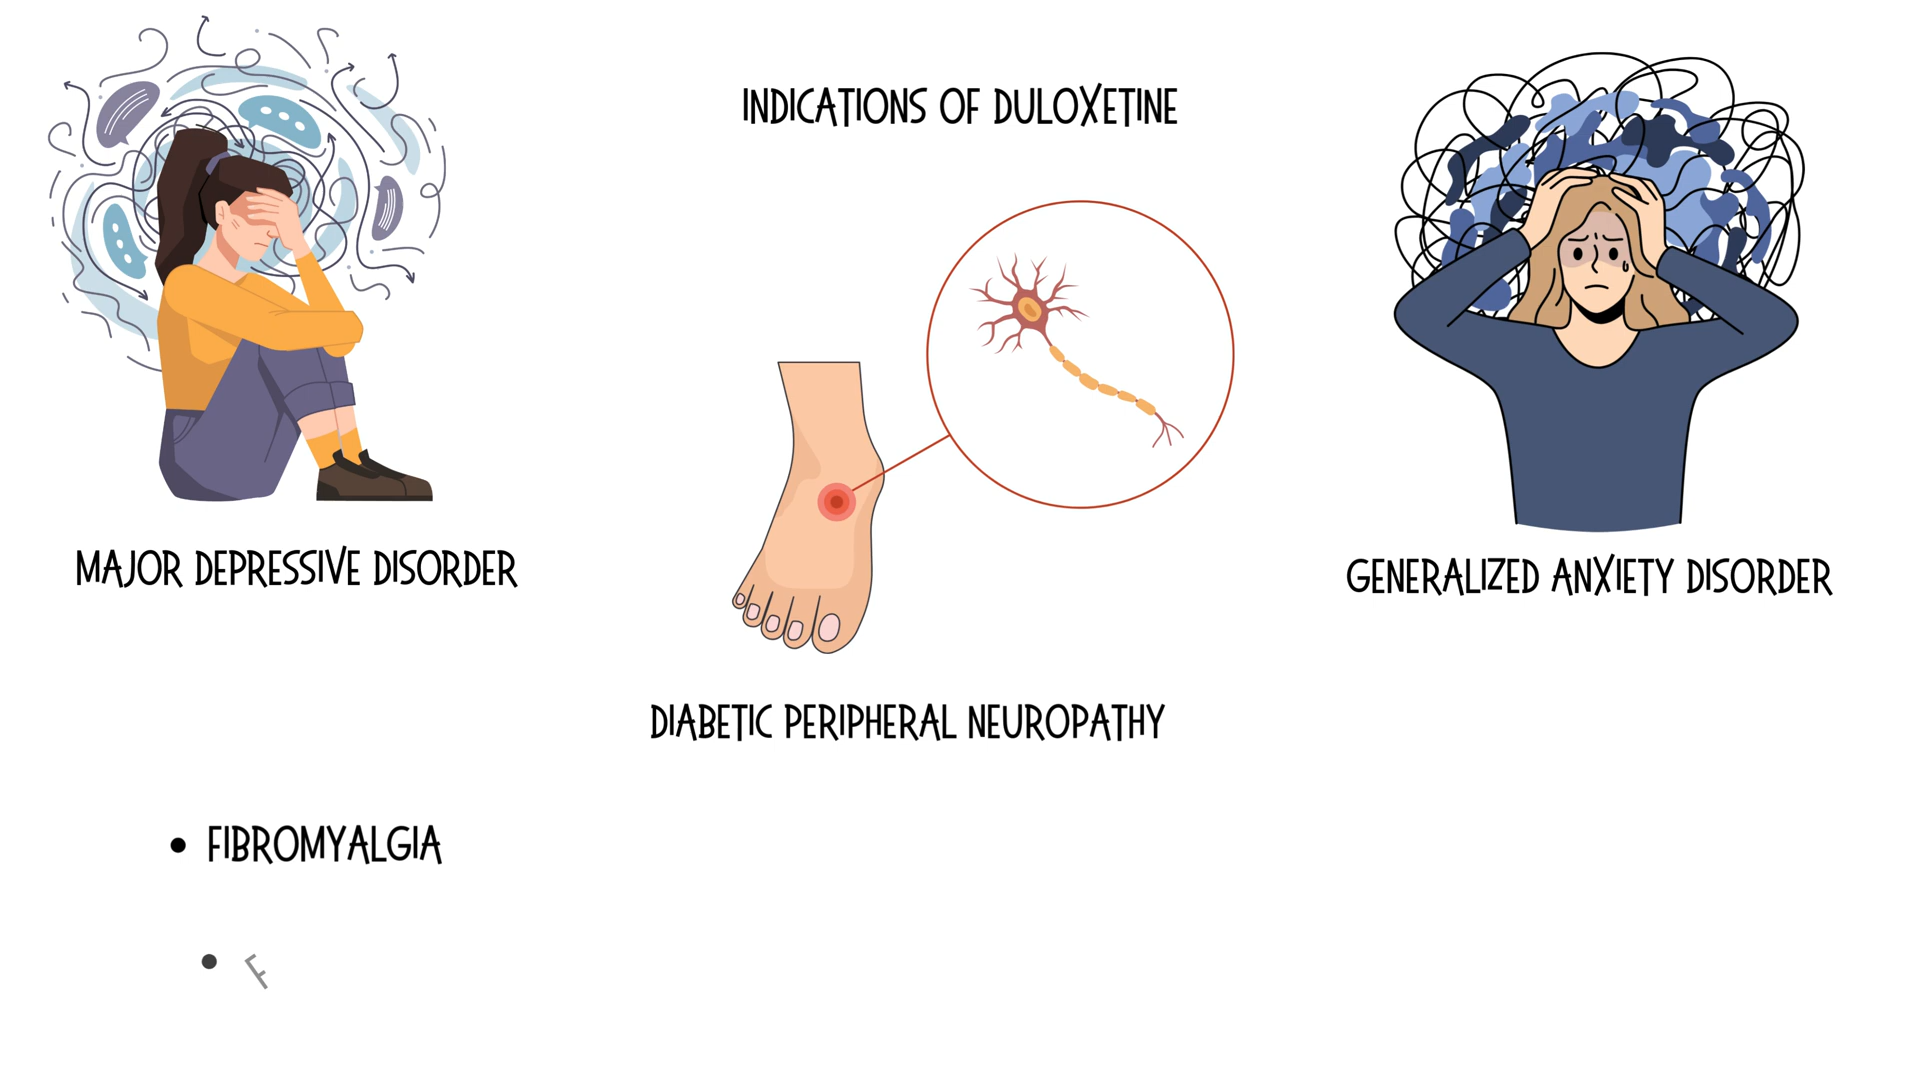 INDICATIONS OF DULOXETINE
MAJOR DEPRESSIVE DISORDER
GENERALIZED ANXIETY DISORDER
DIABETIC PERIPHERAL NEUROPATHY
• FIBROMYALGIA
• F